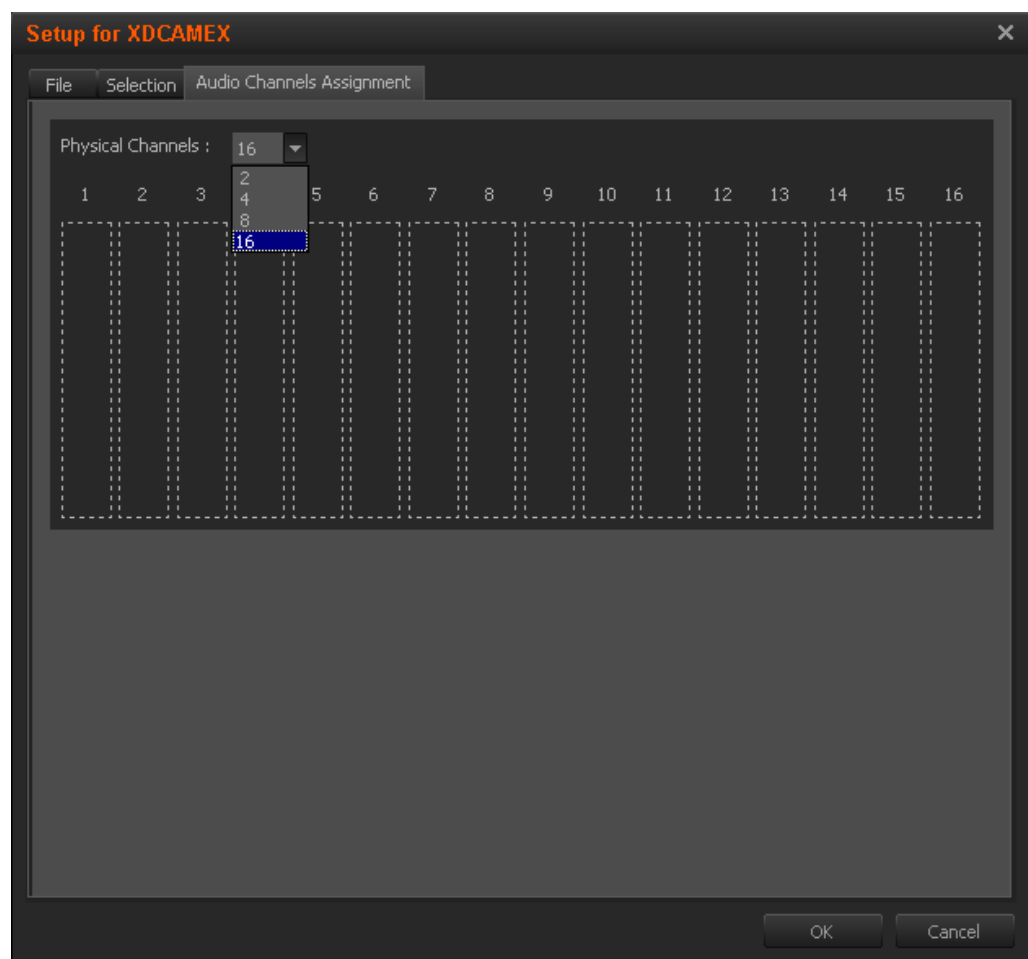 Setup for XDCAMEX
File Selection Audio Channels Assignment
Physical Channels : 16
2
4
8
16
1 2 3 5 6 7 8 9 10 11 12 13 14 15 16
OK Cancel